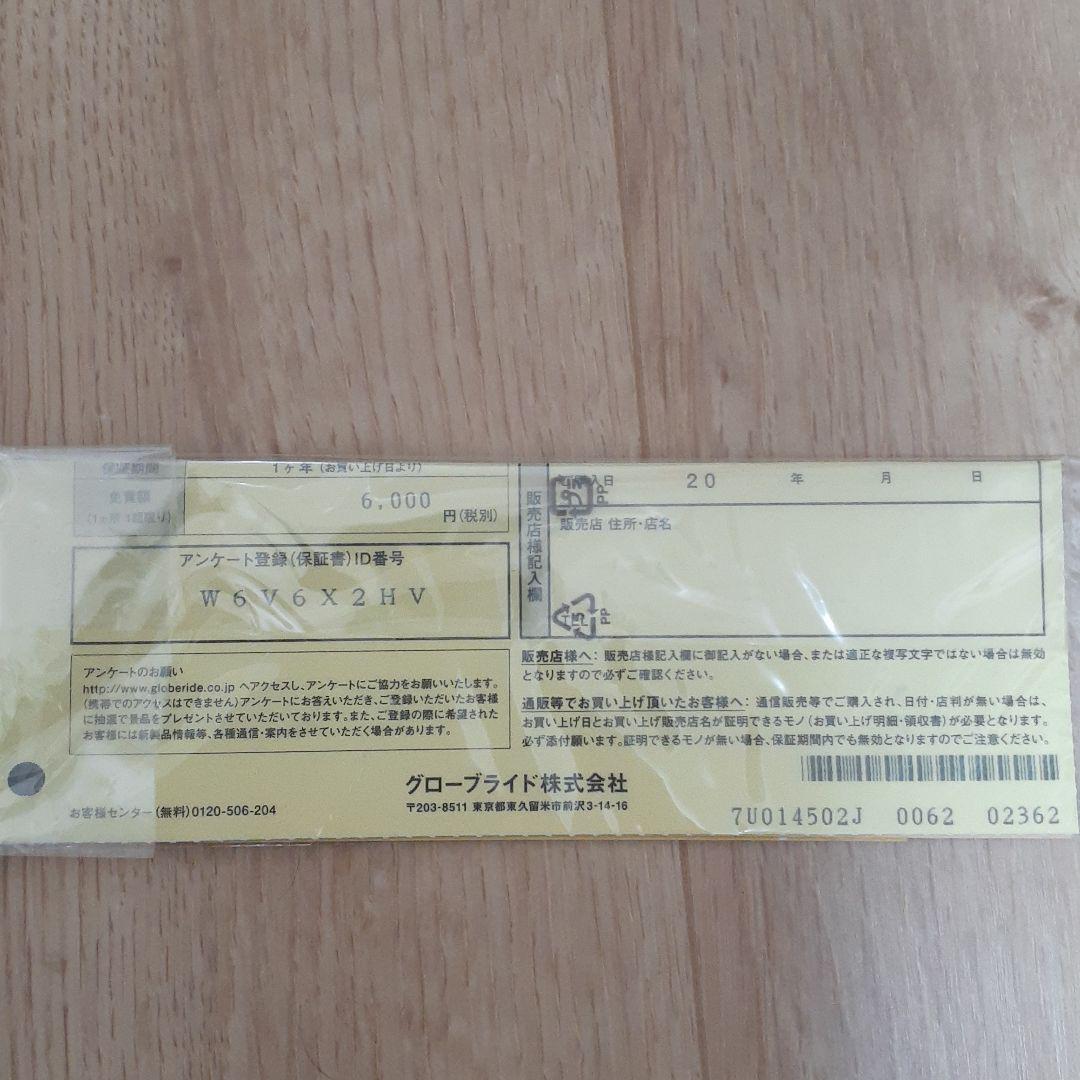 保証期間
1ヶ年 (お買い上げ日より)
免責額
(1ヵ所 1組限り)
6,000
円(税別)
アンケート登録(保証書)ID番号
W6V6X2HV
アンケートのお願い
http://www.globeride.co.jp へアクセスし、アンケートにご協力をお願いいたします。
(携帯でのアクセスはできません)アンケートにお答えいただき、ご登録いただいたお客様
に抽選で景品をプレゼントさせていただいております。また、ご登録の際に希望された
お客様には新製品情報等、各種通信・案内をさせていただく場合があります。
お客様センター(無料)0120-506-204
グローブライド株式会社
〒203-8511 東京都東久留米市前沢3-14-16
販売店様記入欄
入日 20 年 月 日
販売店 住所・店名
PP
PP
販売店様へ: 販売店様記入欄に御記入がない場合、または適正な複写文字ではない場合は無効
となりますので必ずご確認ください。
通販等でお買い上げ頂いたお客様へ: 通信販売等でご購入され、日付・店判が無い場合は、
お買い上げ日とお買い上げ販売店名が証明できるモノ(お買い上げ明細・領収書)が必要となります。
必ず添付願います。証明できるモノが無い場合、保証期間内でも無効となりますのでご注意ください。
7U014502J 0062 02362